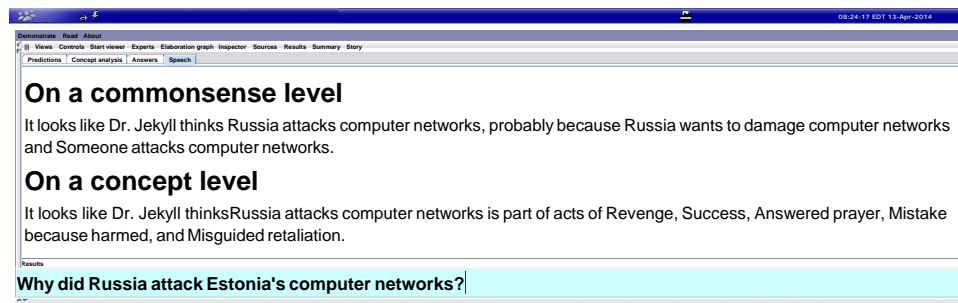 08:24:17 EDT 13-Apr-2014
Demonstrate Read About
||| Views Controls Start viewer Experts Elaboration graph Inspector Sources Results Summary Story
Predictions Concept analysis Answers Speech
On a commonsense level
It looks like Dr. Jekyll thinks Russia attacks computer networks, probably because Russia wants to damage computer networks
and Someone attacks computer networks.
On a concept level
It looks like Dr. Jekyll thinksRussia attacks computer networks is part of acts of Revenge, Success, Answered prayer, Mistake
because harmed, and Misguided retaliation.
Results
Why did Russia attack Estonia's computer networks?